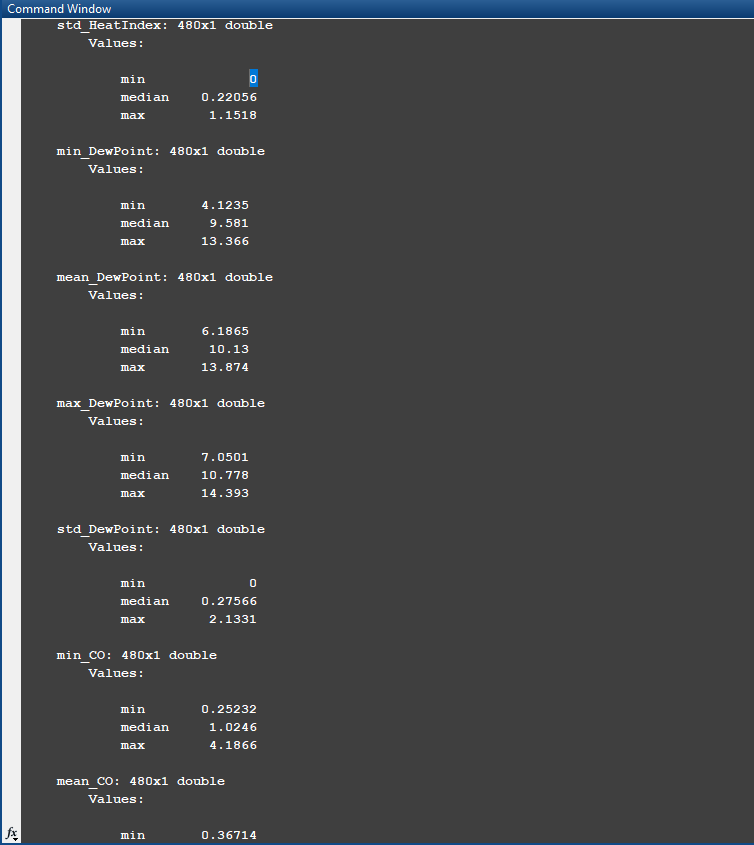 Command Window
std_HeatIndex: 480x1 double
Values:
min 0
median 0.22056
max 1.1518
min_DewPoint: 480x1 double
Values:
min 4.1235
median 9.581
max 13.366
mean_DewPoint: 480x1 double
Values:
min 6.1865
median 10.13
max 13.874
max_DewPoint: 480x1 double
Values:
min 7.0501
median 10.778
max 14.393
std_DewPoint: 480x1 double
Values:
min 0
median 0.27566
max 2.1331
min_CO: 480x1 double
Values:
min 0.25232
median 1.0246
max 4.1866
mean_CO: 480x1 double
Values:
fx min 0.36714